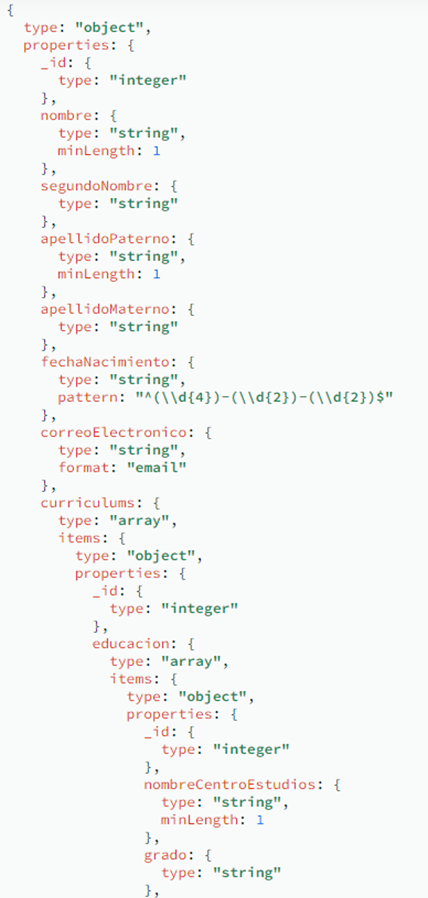 {
  type: "object",
  properties: {
    _id: {
      type: "integer"
    },
    nombre: {
      type: "string",
      minLength: 1
    },
    segundoNombre: {
      type: "string"
    },
    apellidoPaterno: {
      type: "string",
      minLength: 1
    },
    apellidoMaterno: {
      type: "string"
    },
    fechaNacimiento: {
      type: "string",
      pattern: "^(\\d{4})-(\\d{2})-(\\d{2})$"
    },
    correoElectronico: {
      type: "string",
      format: "email"
    },
    curriculums: {
      type: "array",
      items: {
        type: "object",
        properties: {
          _id: {
            type: "integer"
          },
          educacion: {
            type: "array",
            items: {
              type: "object",
              properties: {
                _id: {
                  type: "integer"
                },
                nombreCentroEstudios: {
                  type: "string",
                  minLength: 1
                },
                grado: {
                  type: "string"
                },